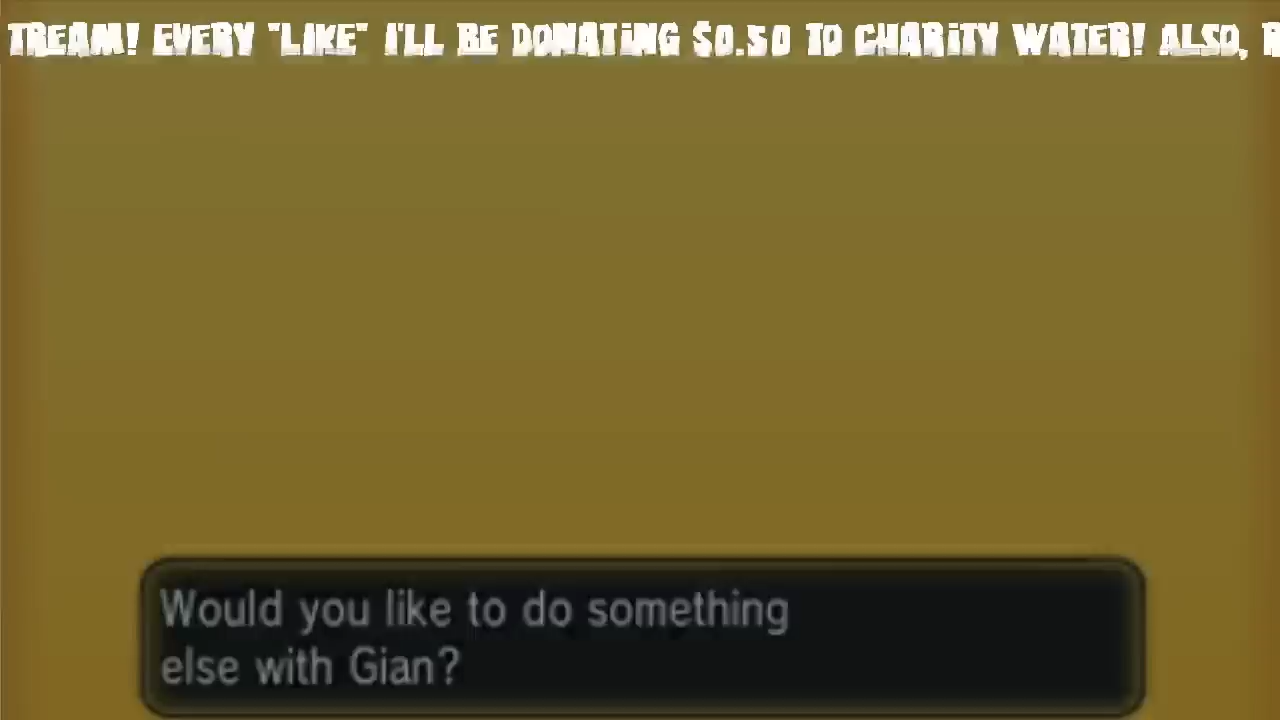 TREAM! EVERY "LIKE" I'LL BE DONATING $0.50 TO CHARITY WATER! ALSO,
Would you like to do something
else with Gian?